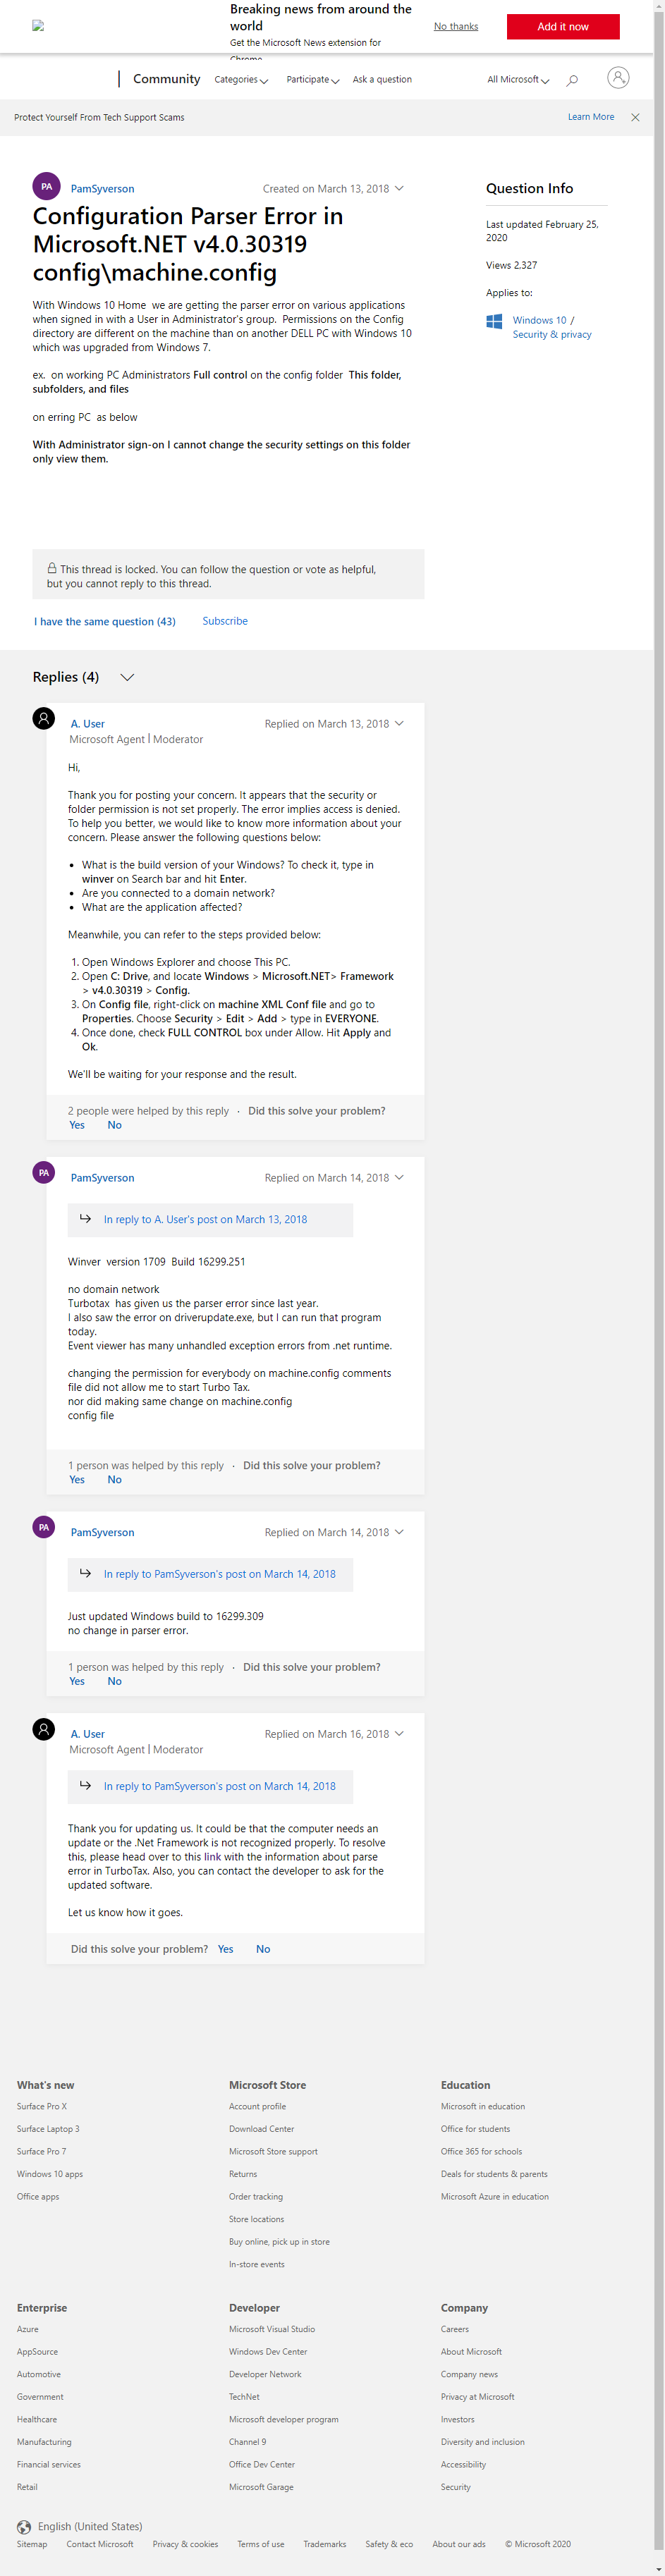 Breaking news from around the
world
Get the Microsoft News extension for
No thanks
Add it now
Community
Categories
Participate
Ask a question
All Microsoft
Protect Yourself From Tech Support Scams
Learn More
PA
PamSyverson
Created on March 13, 2018
Configuration Parser Error in
Microsoft.NET v4.0.30319
config\machine.config
With Windows 10 Home we are getting the parser error on various applications
when signed in with a User in Administrator's group. Permissions on the Config
directory are different on the machine than on another DELL PC with Windows 10
which was upgraded from Windows 7.
ex. on working PC Administrators Full control on the config folder This folder,
subfolders, and files
on erring PC as below
With Administrator sign-on I cannot change the security settings on this folder
only view them.
Question Info
Last updated February 25,
2020
Views 2,327
Applies to:
Windows 10 /
Security & privacy
This thread is locked. You can follow the question or vote as helpful,
but you cannot reply to this thread.
I have the same question (43)
Subscribe
Replies (4)
A. User
Replied on March 13, 2018
Microsoft Agent | Moderator
Hi,
Thank you for posting your concern. It appears that the security or
folder permission is not set properly. The error implies access is denied.
To help you better, we would like to know more information about your
concern. Please answer the following questions below:
• What is the build version of your Windows? To check it, type in
winver on Search bar and hit Enter.
• Are you connected to a domain network?
• What are the application affected?
Meanwhile, you can refer to the steps provided below:
1. Open Windows Explorer and choose This PC.
2. Open C: Drive, and locate Windows > Microsoft.NET> Framework
> v4.0.30319 > Config.
3. On Config file, right-click on machine XML Conf file and go to
Properties. Choose Security > Edit > Add > type in EVERYONE.
4. Once done, check FULL CONTROL box under Allow. Hit Apply and
Ok.
We'll be waiting for your response and the result.
2 people were helped by this reply · Did this solve your problem?
Yes No
PA
PamSyverson
Replied on March 14, 2018
In reply to A. User's post on March 13, 2018
Winver version 1709 Build 16299.251
no domain network
Turbotax has given us the parser error since last year.
I also saw the error on driverupdate.exe, but I can run that program
today.
Event viewer has many unhandled exception errors from .net runtime.
changing the permission for everybody on machine.config comments
file did not allow me to start Turbo Tax.
nor did making same change on machine.config
config file
1 person was helped by this reply · Did this solve your problem?
Yes No
PA
PamSyverson
Replied on March 14, 2018
In reply to PamSyverson's post on March 14, 2018
Just updated Windows build to 16299.309
no change in parser error.
1 person was helped by this reply · Did this solve your problem?
Yes No
A. User
Replied on March 16, 2018
Microsoft Agent | Moderator
In reply to PamSyverson's post on March 14, 2018
Thank you for updating us. It could be that the computer needs an
update or the .Net Framework is not recognized properly. To resolve
this, please head over to this link with the information about parse
error in TurboTax. Also, you can contact the developer to ask for the
updated software.
Let us know how it goes.
Did this solve your problem? Yes No
What's new
Surface Pro X
Surface Laptop 3
Surface Pro 7
Windows 10 apps
Office apps
Microsoft Store
Account profile
Download Center
Microsoft Store support
Returns
Order tracking
Store locations
Buy online, pick up in store
In-store events
Education
Microsoft in education
Office for students
Office 365 for schools
Deals for students & parents
Microsoft Azure in education
Enterprise
Azure
AppSource
Automotive
Government
Healthcare
Manufacturing
Financial services
Retail
Developer
Microsoft Visual Studio
Windows Dev Center
Developer Network
TechNet
Microsoft developer program
Channel 9
Office Dev Center
Microsoft Garage
Company
Careers
About Microsoft
Company news
Privacy at Microsoft
Investors
Diversity and inclusion
Accessibility
Security
English (United States)
Sitemap Contact Microsoft Privacy & cookies Terms of use Trademarks Safety & eco About our ads © Microsoft 2020